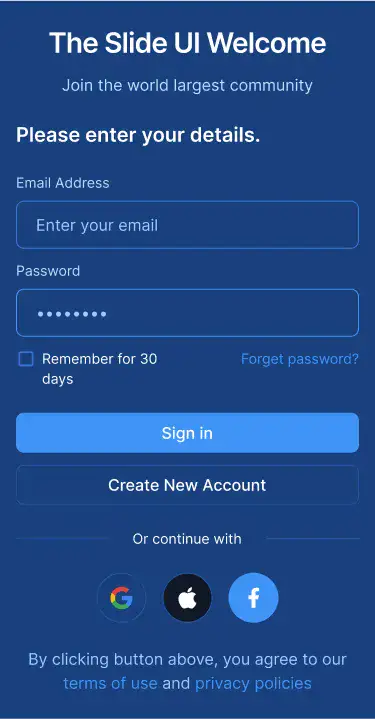 The Slide UI Welcome
Join the world largest community
Please enter your details.
Email Address
Enter your email
Password
••••••••
Remember for 30
days
Forget password?
Sign in
Create New Account
Or continue with
By clicking button above, you agree to our
terms of use and privacy policies